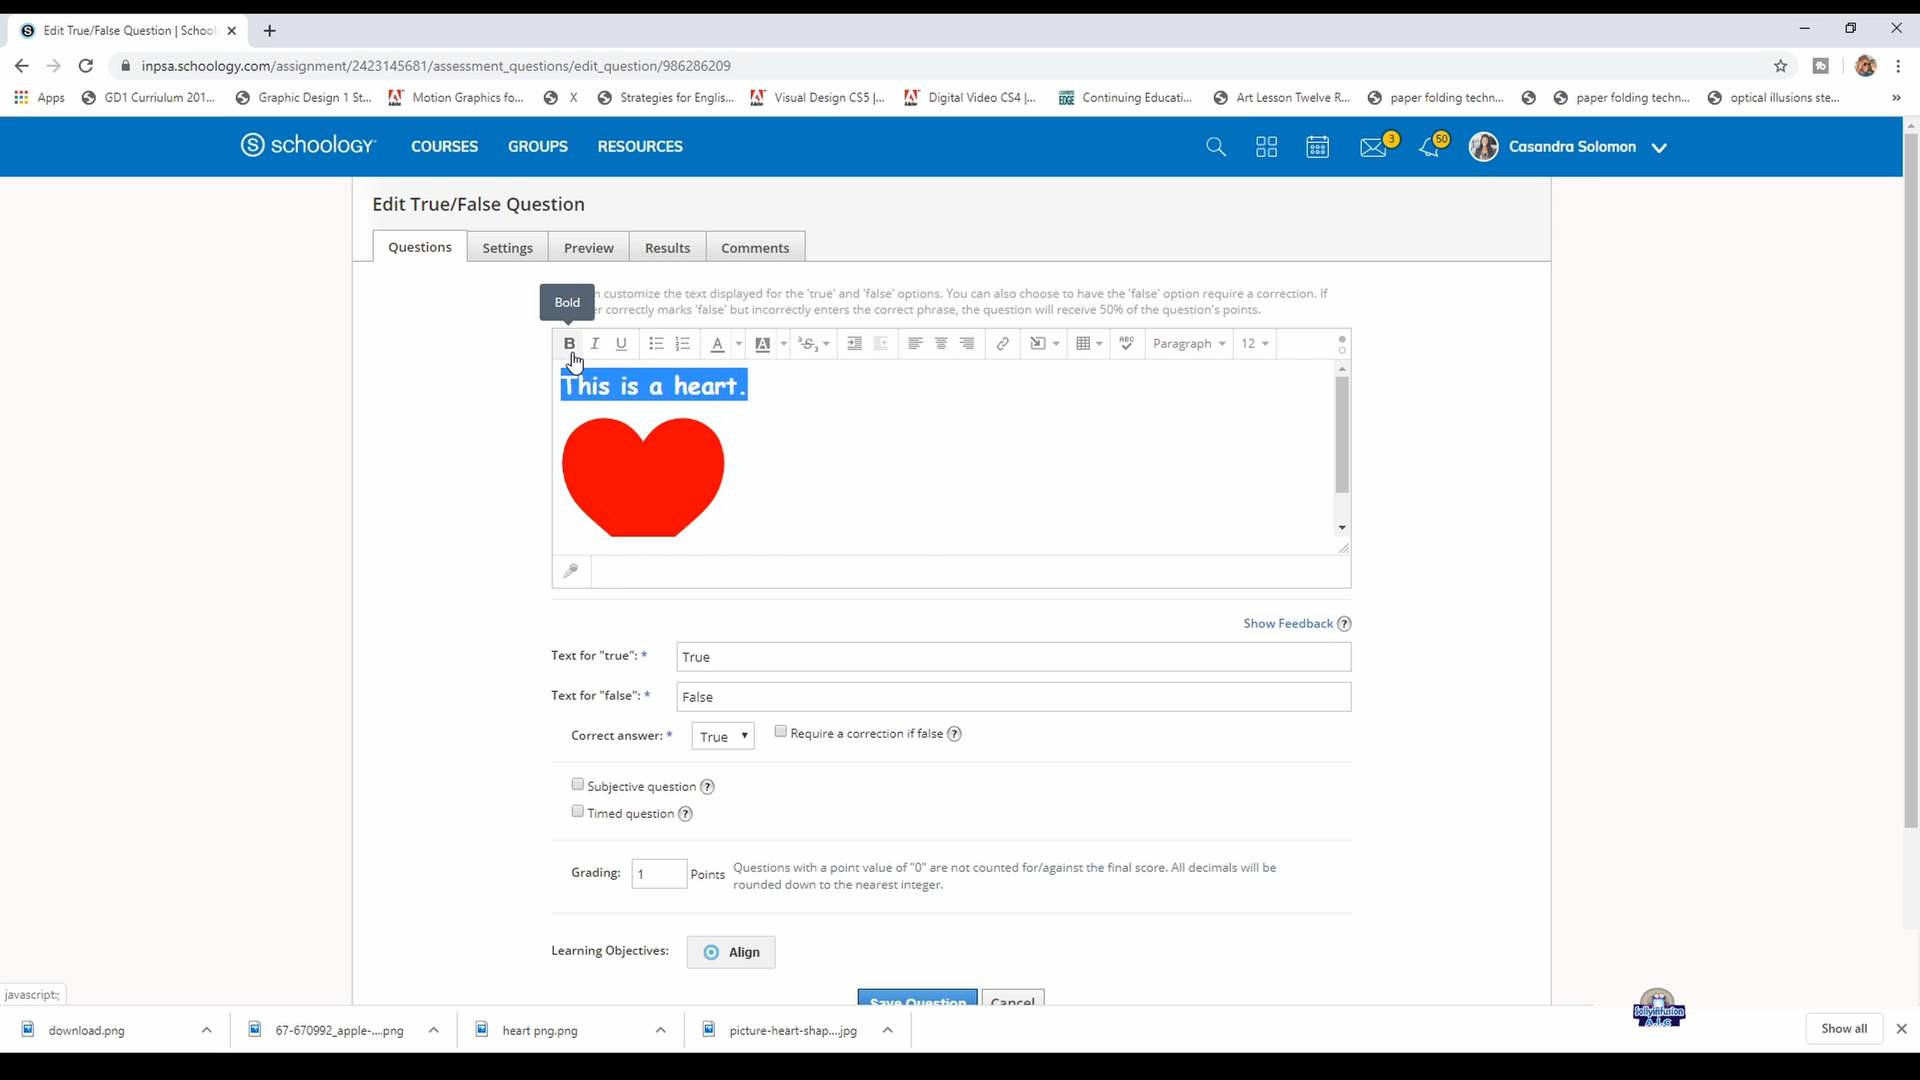 Edit True/False Question | School
inpsa.schoology.com/assignment/2423145681/assessment_questions/edit_question/986286209
Apps GD1 Curriulum 201... Graphic Design 1 St... Motion Graphics fo... X Strategies for Englis... Visual Design CS5 |... Digital Video CS4 |... Continuing Educati... Art Lesson Twelve R... paper folding techn... paper folding techn... optical illusions ste... »
schoology COURSES GROUPS RESOURCES 3 50 Casandra Solomon
Edit True/False Question
Questions Settings Preview Results Comments
Bold
customize the text displayed for the 'true' and 'false' options. You can also choose to have the 'false' option require a correction. If
correctly marks 'false' but incorrectly enters the correct phrase, the question will receive 50% of the question's points.
B I U A A ABC Paragraph 12
This is a heart.
Show Feedback ?
Text for "true": * True
Text for "false": * False
Correct answer: * True Require a correction if false ?
Subjective question ?
Timed question ?
Grading: 1 Points Questions with a point value of "0" are not counted for/against the final score. All decimals will be
rounded down to the nearest integer.
Learning Objectives: Align
Save Question Cancel
javascript:;
Sollyinfusion
A.I.C
download.png 67-670992_apple-....png heart png.png picture-heart-shap....jpg Show all